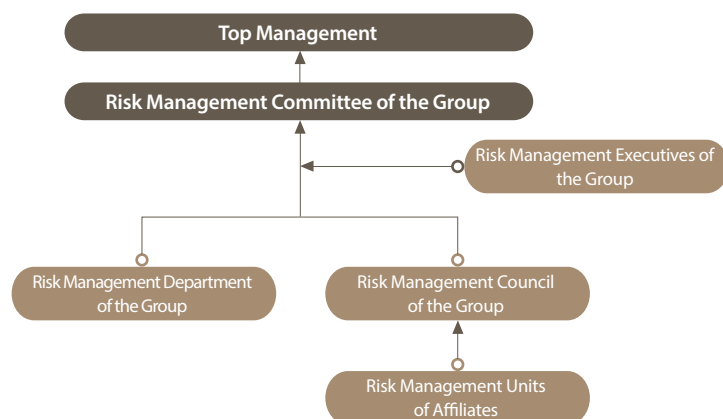 Top Management
Risk Management Committee of the Group
Risk Management Executives of
the Group
Risk Management Department
of the Group
Risk Management Council
of the Group
Risk Management Units
of Affiliates